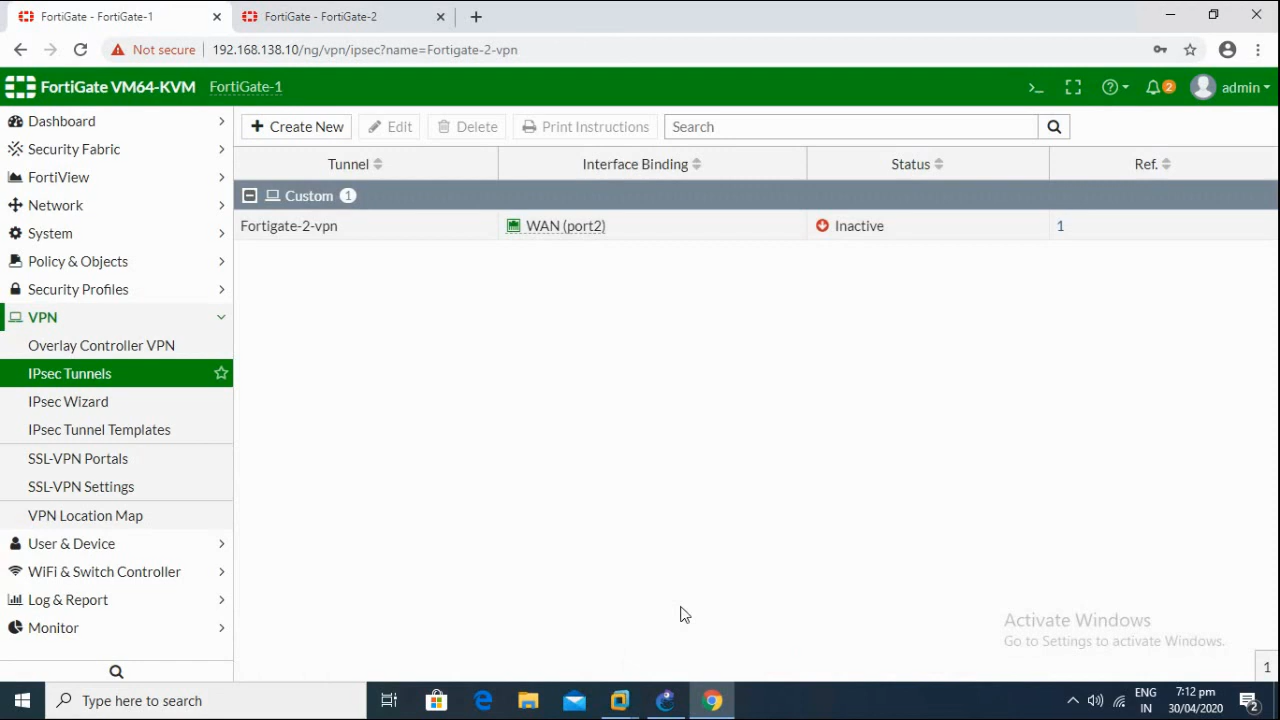 FortiGate - FortiGate-1
FortiGate - FortiGate-2
Not secure
192.168.138.10/ng/vpn/ipsec?name=Fortigate-2-vpn
FortiGate VM64-KVM
FortiGate-1
>_
2
admin
Dashboard
Security Fabric
FortiView
Network
System
Policy & Objects
Security Profiles
VPN
Overlay Controller VPN
IPsec Tunnels
IPsec Wizard
IPsec Tunnel Templates
SSL-VPN Portals
SSL-VPN Settings
VPN Location Map
User & Device
WiFi & Switch Controller
Log & Report
Monitor
+ Create New
Edit
Delete
Print Instructions
Search
Tunnel
Interface Binding
Status
Ref.
Custom 1
Fortigate-2-vpn
WAN (port2)
Inactive
1
Activate Windows
Go to Settings to activate Windows.
1
Type here to search
ENG
IN
7:12 pm
30/04/2020
2